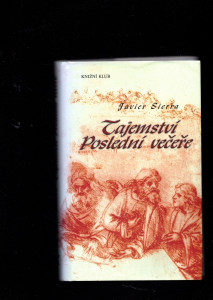 KNIŽNÍ KLUB
Javier Sierra
Tajemství
Poslední večeře